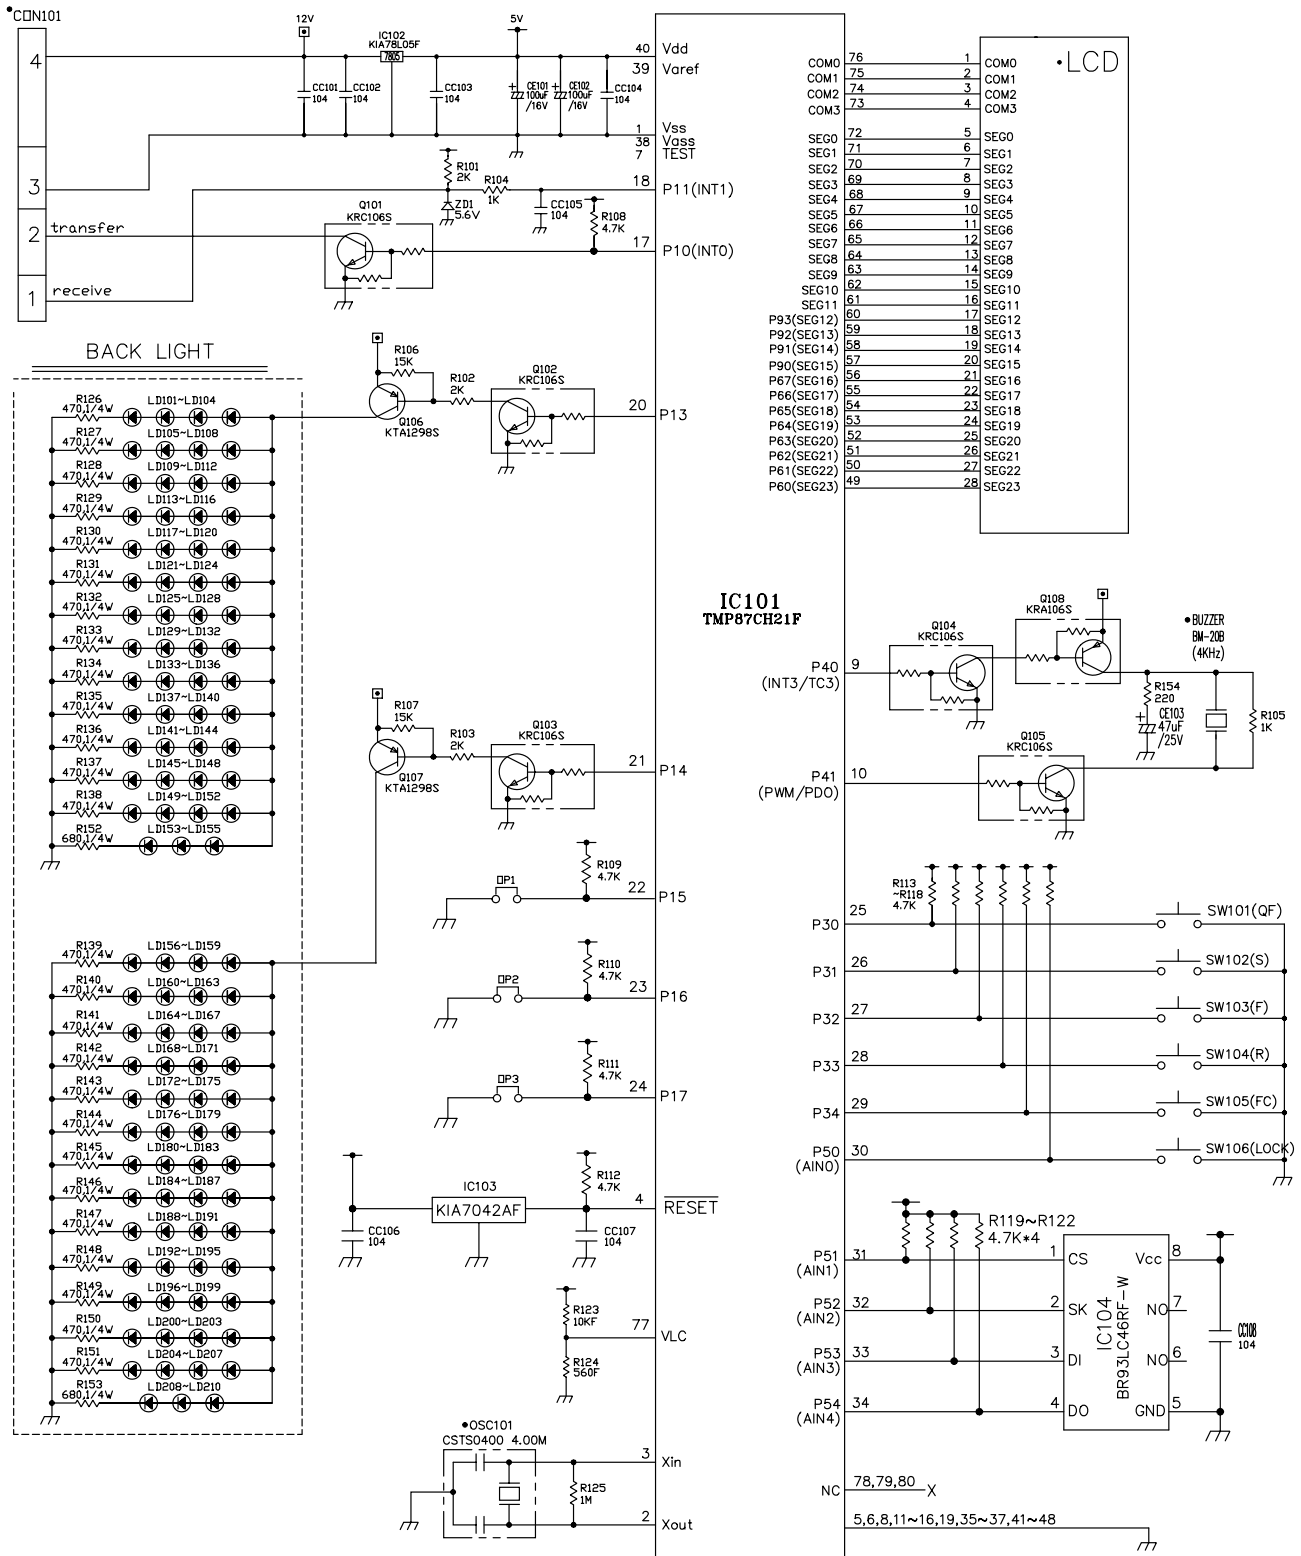 •CON101
4
3
2
1
transfer
receive
12V
IC102
KIA78L05F
7805
5V
CC101
104
CC102
104
CC103
104
CE101
100uF
/16V
CE102
100uF
/16V
CC104
104
R101
2K
ZD1
5.6V
R104
1K
CC105
104
R108
4.7K
Q101
KRC106S
40 Vdd
39 Varef
1 Vss
38 Vass
7 TEST
18 P11(INT1)
17 P10(INT0)
COM0 76 1 COM0
COM1 75 2 COM1
COM2 74 3 COM2
COM3 73 4 COM3
•LCD
SEG0 72 5 SEG0
SEG1 71 6 SEG1
SEG2 70 7 SEG2
SEG3 69 8 SEG3
SEG4 68 9 SEG4
SEG5 67 10 SEG5
SEG6 66 11 SEG6
SEG7 65 12 SEG7
SEG8 64 13 SEG8
SEG9 63 14 SEG9
SEG10 62 15 SEG10
SEG11 61 16 SEG11
P93(SEG12) 60 17 SEG12
P92(SEG13) 59 18 SEG13
P91(SEG14) 58 19 SEG14
P90(SEG15) 57 20 SEG15
P67(SEG16) 56 21 SEG16
P66(SEG17) 55 22 SEG17
P65(SEG18) 54 23 SEG18
P64(SEG19) 53 24 SEG19
P63(SEG20) 52 25 SEG20
P62(SEG21) 51 26 SEG21
P61(SEG22) 50 27 SEG22
P60(SEG23) 49 28 SEG23
BACK LIGHT
R126
470,1/4W LD101~LD104
R127
470,1/4W LD105~LD108
R128
470,1/4W LD109~LD112
R129
470,1/4W LD113~LD116
R130
470,1/4W LD117~LD120
R131
470,1/4W LD121~LD124
R132
470,1/4W LD125~LD128
R133
470,1/4W LD129~LD132
R134
470,1/4W LD133~LD136
R135
470,1/4W LD137~LD140
R136
470,1/4W LD141~LD144
R137
470,1/4W LD145~LD148
R138
470,1/4W LD149~LD152
R152
680,1/4W LD153~LD155
R139
470,1/4W LD156~LD159
R140
470,1/4W LD160~LD163
R141
470,1/4W LD164~LD167
R142
470,1/4W LD168~LD171
R143
470,1/4W LD172~LD175
R144
470,1/4W LD176~LD179
R145
470,1/4W LD180~LD183
R146
470,1/4W LD184~LD187
R147
470,1/4W LD188~LD191
R148
470,1/4W LD192~LD195
R149
470,1/4W LD196~LD199
R150
470,1/4W LD200~LD203
R151
470,1/4W LD204~LD207
R153
680,1/4W LD208~LD210
R106
15K
R102
2K
Q106
KTA1298S
Q102
KRC106S
20 P13
R107
15K
R103
2K
Q107
KTA1298S
Q103
KRC106S
21 P14
IC101
TMP87CH21F
R109
4.7K
OP1
22 P15
R110
4.7K
OP2
23 P16
R111
4.7K
OP3
24 P17
IC103
KIA7042AF
CC106
104
R112
4.7K
CC107
104
4 RESET
R123
10KF
R124
560F
77 VLC
•OSC101
CSTS0400 4.00M
R125
1M
3 Xin
2 Xout
P40
(INT3/TC3)
9
Q104
KRC106S
Q108
KRA106S
•BUZZER
BM-20B
(4KHz)
R154
220
CE103
47uF
/25V
R105
1K
Q105
KRC106S
P41
(PWM/PDO)
10
R113
~R118
4.7K
P30 25 SW101(QF)
P31 26 SW102(S)
P32 27 SW103(F)
P33 28 SW104(R)
P34 29 SW105(FC)
P50
(AIN0)
30 SW106(LOCK)
R119~R122
4.7K*4
P51
(AIN1)
31 1 CS
P52
(AIN2)
32 2 SK
P53
(AIN3)
33 3 DI
P54
(AIN4)
34 4 DO
IC104
BR93LC46RF-W
Vcc 8
NO 7
NO 6
GND 5
CC108
104
NC 78,79,80 X
5,6,8,11~16,19,35~37,41~48